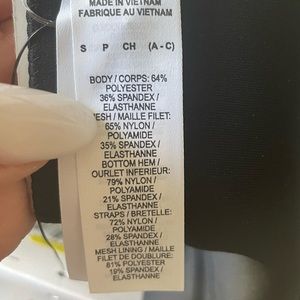 MADE IN VIETNAM
FABRIQUÉ AU VIETNAM
S P CH (A - C)
BODY / CORPS: 64%
POLYESTER
36% SPANDEX /
ELASTHANNE
MESH / MAILLE FILET:
65% NYLON /
POLYAMIDE
35% SPANDEX /
ELASTHANNE
BOTTOM HEM /
OURLET INFERIEUR:
79% NYLON /
POLYAMIDE
21% SPANDEX /
ELASTHANNE
STRAPS / BRETELLE:
72% NYLON /
POLYAMIDE
28% SPANDEX /
ELASTHANNE
MESH LINING / MAILLE
FILET DE DOUBLURE:
81% POLYESTER
19% SPANDEX /
ELASTHANNE